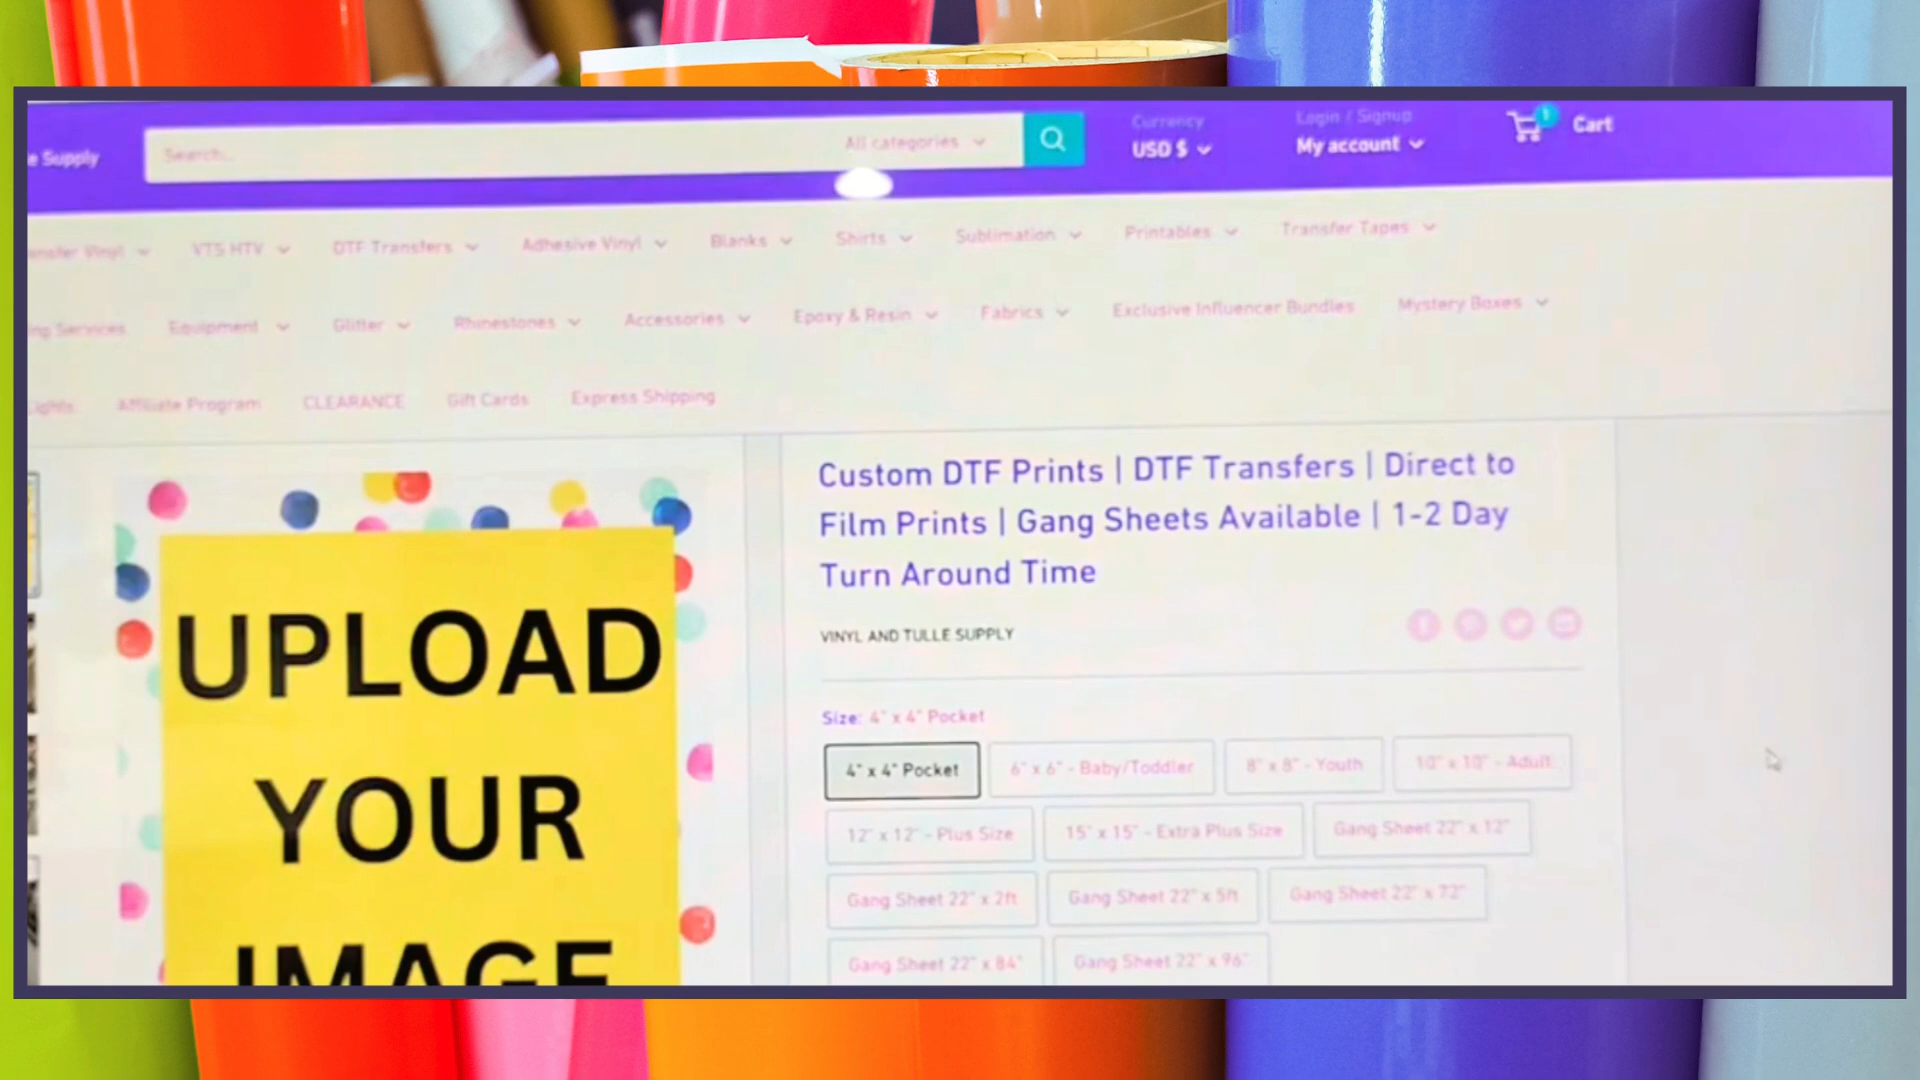 e Supply
Search...
All categories
Currency
USD $
Login / Signup
My account
1
Cart
nsfer Vinyl
VTS HTV
DTF Transfers
Adhesive Vinyl
Blanks
Shirts
Sublimation
Printables
Transfer Tapes
ng Services
Equipment
Glitter
Rhinestones
Accessories
Epoxy & Resin
Fabrics
Exclusive Influencer Bundles
Mystery Boxes
Lights
Affiliate Program
CLEARANCE
Gift Cards
Express Shipping
UPLOAD
YOUR
IMAGE
Custom DTF Prints | DTF Transfers | Direct to
Film Prints | Gang Sheets Available | 1-2 Day
Turn Around Time
VINYL AND TULLE SUPPLY
Size: 4" x 4" Pocket
4" x 4" Pocket
6" x 6" - Baby/Toddler
8" x 8" - Youth
10" x 10" - Adult
12" x 12" - Plus Size
15" x 15" - Extra Plus Size
Gang Sheet 22" x 12"
Gang Sheet 22" x 2ft
Gang Sheet 22" x 5ft
Gang Sheet 22" x 72"
Gang Sheet 22" x 84"
Gang Sheet 22" x 96"